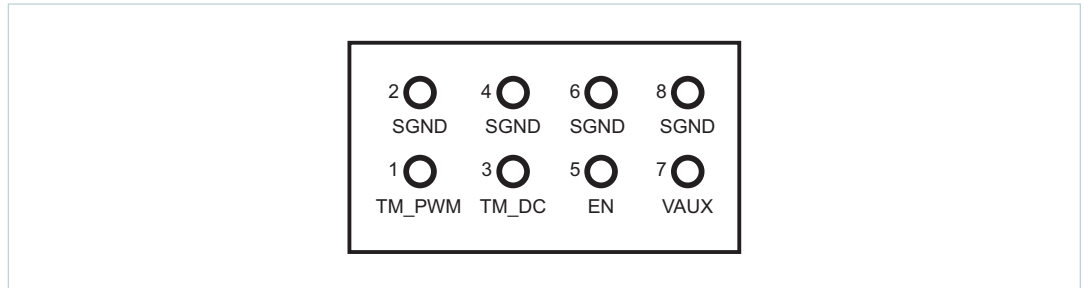 2 4 6 8
SGND SGND SGND SGND
1 3 5 7
TM_PWM TM_DC EN VAUX